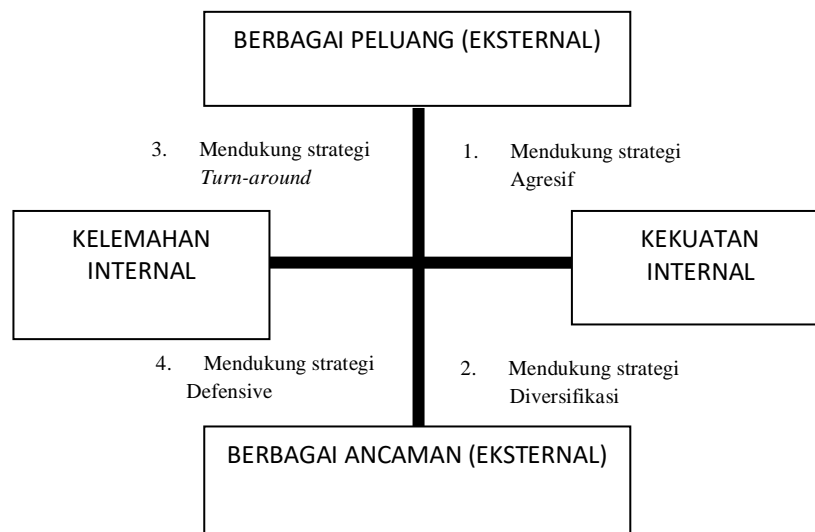 BERBAGAI PELUANG (EKSTERNAL)
3. Mendukung strategi
Turn-around
1. Mendukung strategi
Agresif
KELEMAHAN
INTERNAL
KEKUATAN
INTERNAL
4. Mendukung strategi
Defensive
2. Mendukung strategi
Diversifikasi
BERBAGAI ANCAMAN (EKSTERNAL)